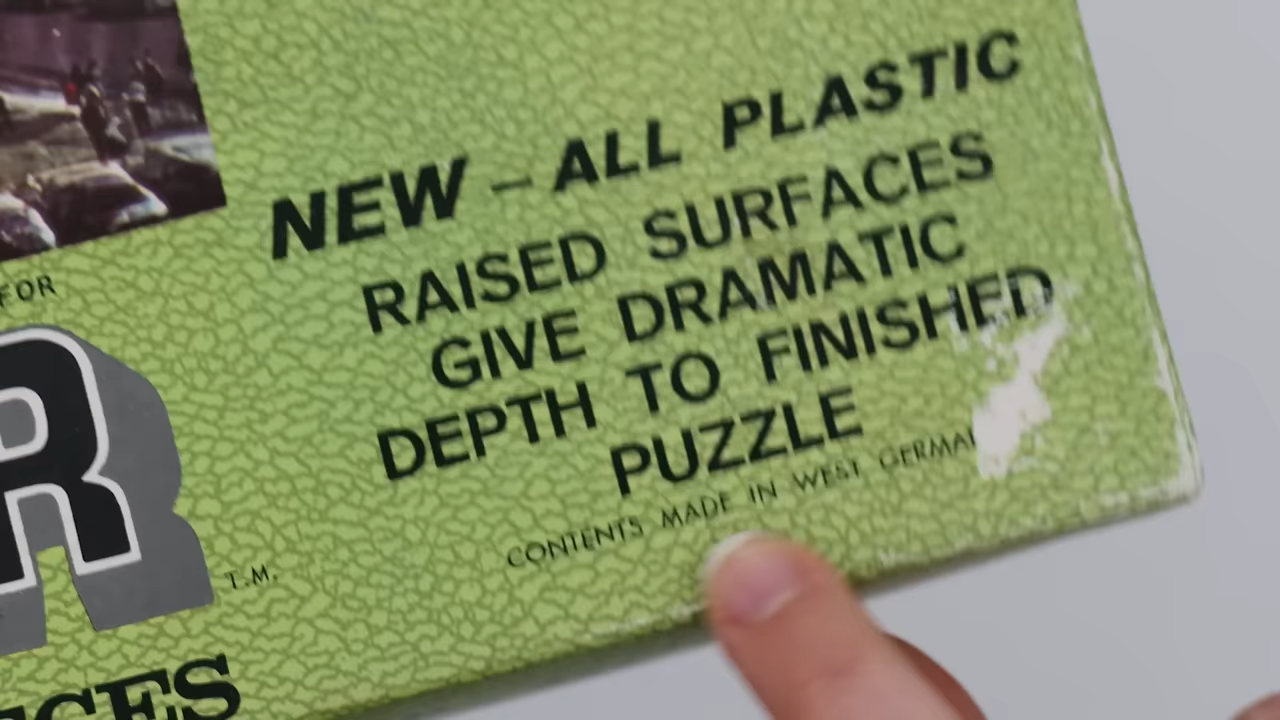 NEW – ALL PLASTIC
RAISED SURFACES
GIVE DRAMATIC
DEPTH TO FINISHED
PUZZLE
CONTENTS MADE IN WEST
FOR
R
T.M.